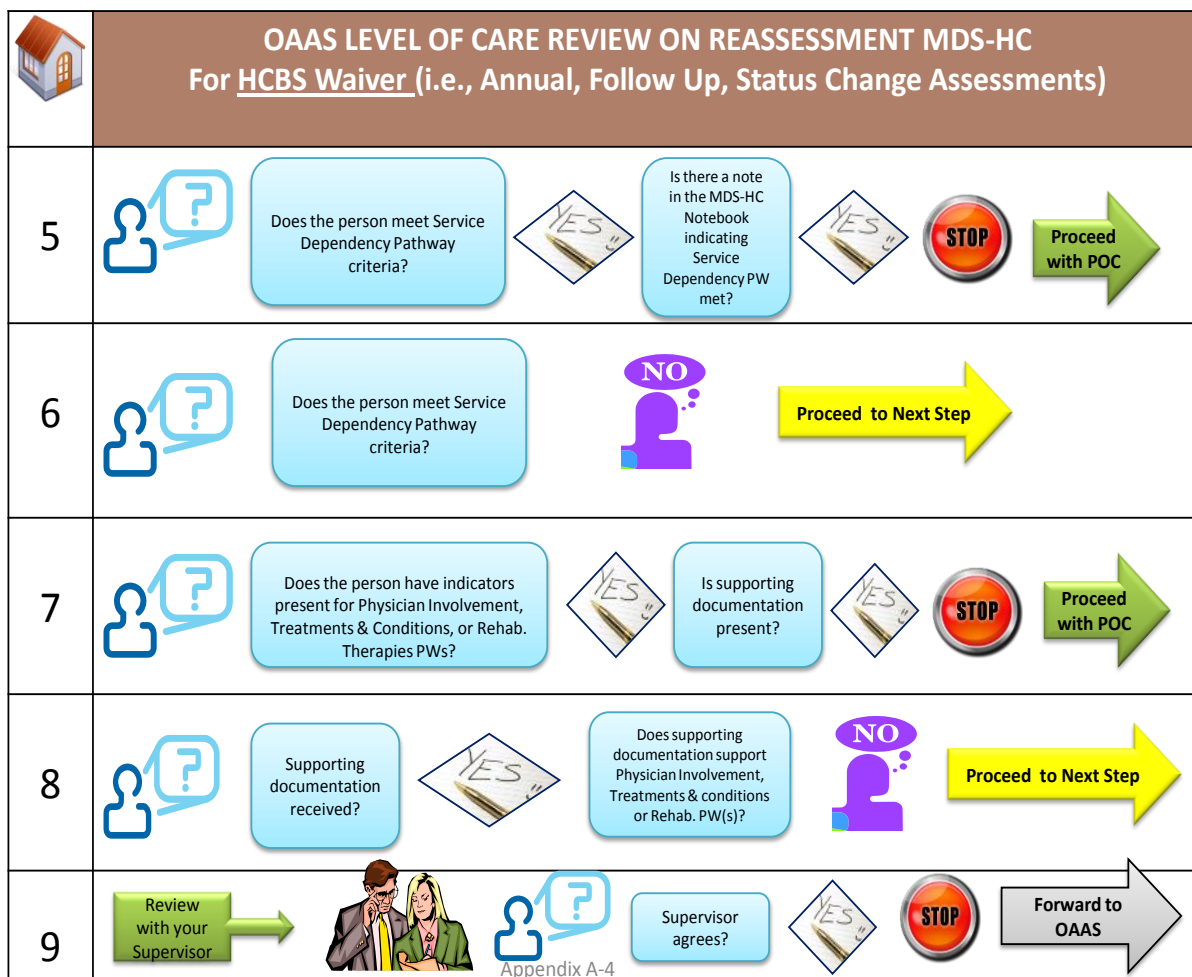 OAAS LEVEL OF CARE REVIEW ON REASSESSMENT MDS-HC
For HCBS Waiver (i.e., Annual, Follow Up, Status Change Assessments)
5
?
Does the person meet Service
Dependency Pathway
criteria?
YES
Is there a note
in the MDS-HC
Notebook
indicating
Service
Dependency PW
met?
YES
STOP
Proceed
with POC
6
?
Does the person meet Service
Dependency Pathway
criteria?
NO
Proceed to Next Step
7
?
Does the person have indicators
present for Physician Involvement,
Treatments & Conditions, or Rehab.
Therapies PWs?
YES
Is supporting
documentation
present?
YES
STOP
Proceed
with POC
8
?
Supporting
documentation
received?
YES
Does supporting
documentation support
Physician Involvement,
Treatments & conditions
or Rehab. PW(s)?
NO
Proceed to Next Step
9
Review
with your
Supervisor
?
Supervisor
agrees?
YES
STOP
Forward to
OAAS
Appendix A-4